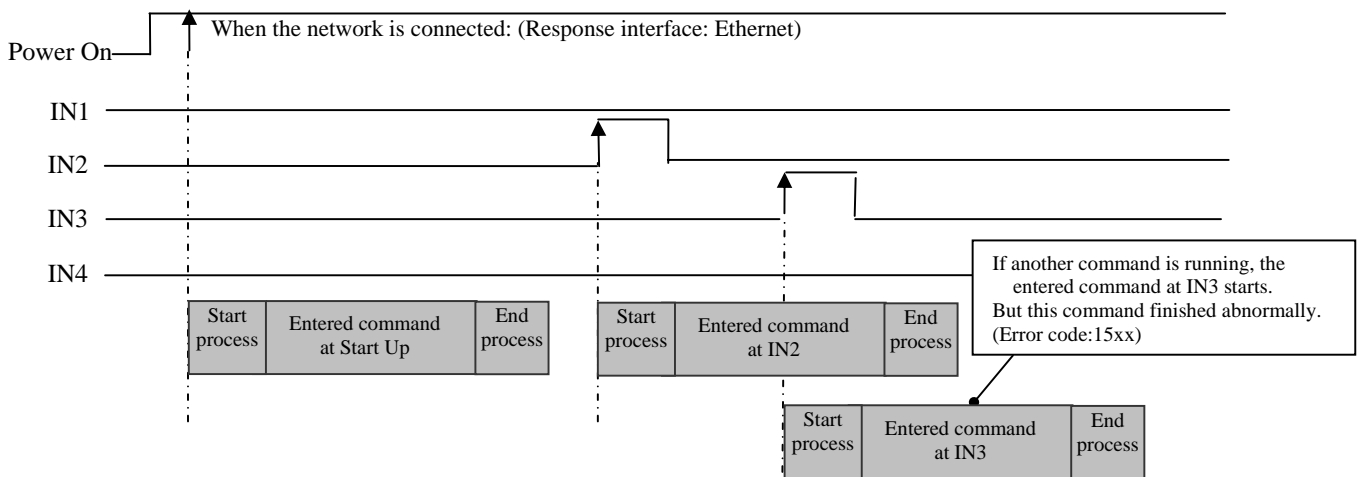 When the network is connected: (Response interface: Ethernet)
Power On
IN1
IN2
IN3
IN4
If another command is running, the
entered command at IN3 starts.
But this command finished abnormally.
(Error code:15xx)
Start
process
Entered command
at Start Up
End
process
Start
process
Entered command
at IN2
End
process
Start
process
Entered command
at IN3
End
process